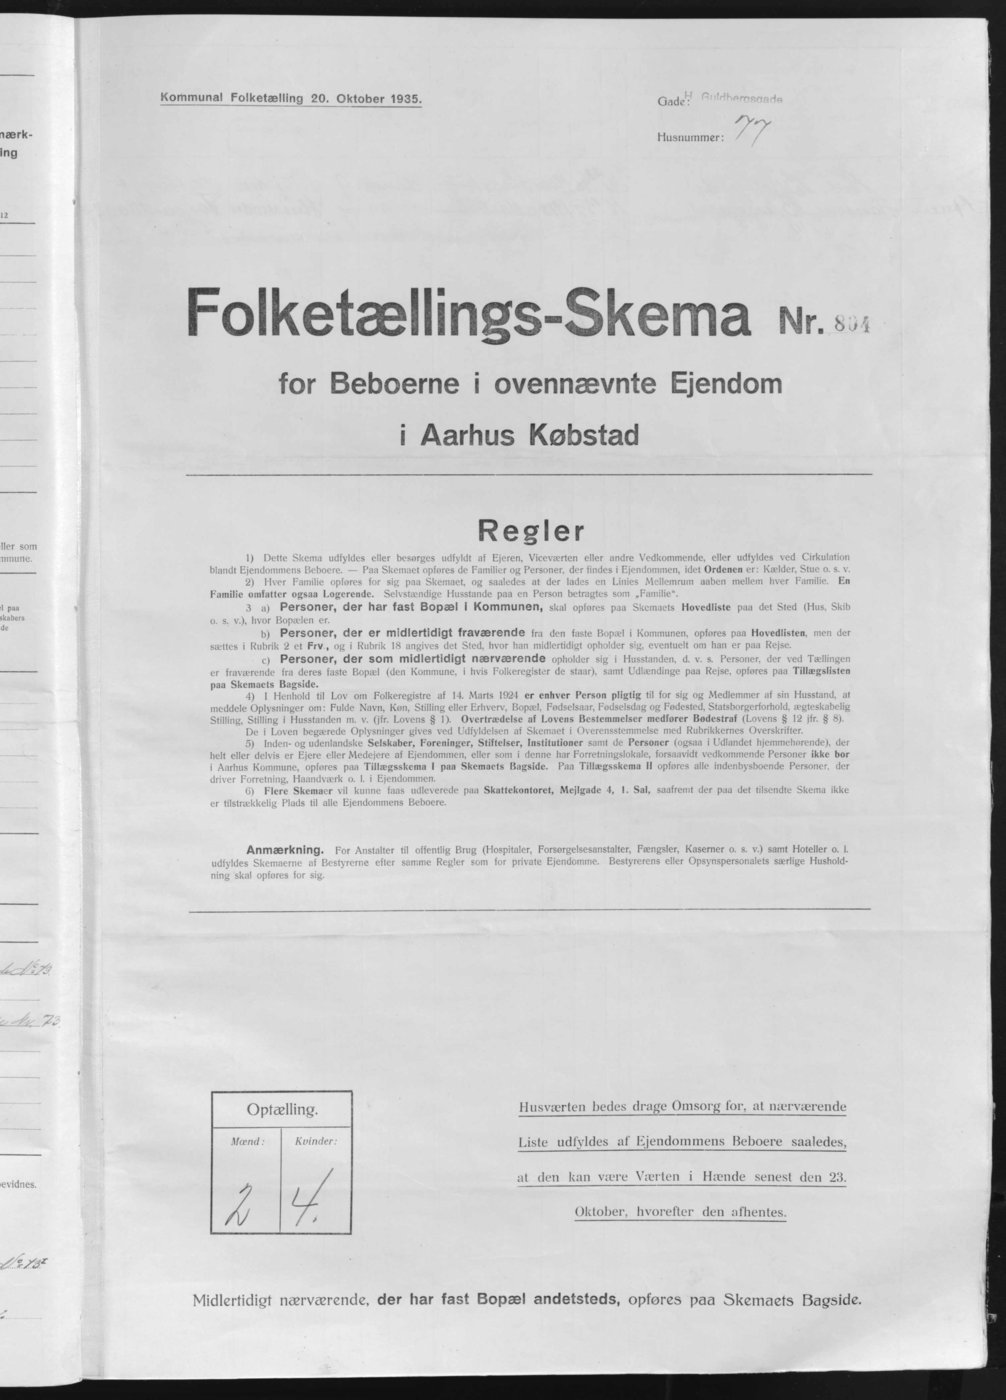 Kommunal Folketælling 20. Oktober 1935.
Gade: H Guldbergsgade
Husnummer: 77
Folketællings-Skema Nr. 804
for Beboerne i ovennævnte Ejendom
i Aarhus Købstad
Regler
1) Dette Skema udfyldes eller besørges udfyldt af Ejeren, Viceværten eller andre Vedkommende, eller udfyldes ved Cirkulation
blandt Ejendommens Beboere. — Paa Skemaet opføres de Familier og Personer, der findes i Ejendommen, idet Ordenen er: Kælder, Stue o. s. v.
2) Hver Familie opføres for sig paa Skemaet, og saaledes at der lades en Linies Mellemrum aaben mellem hver Familie. En
Familie omfatter ogsaa Logerende. Selvstændige Husstande paa en Person betragtes som „Familie“.
3 a) Personer, der har fast Bopæl i Kommunen, skal opføres paa Skemaets Hovedliste paa det Sted (Hus, Skib
o. s. v.), hvor Bopælen er.
b) Personer, der er midlertidigt fraværende fra den faste Bopæl i Kommunen, opføres paa Hovedlisten, men der
sættes i Rubrik 2 et Frv., og i Rubrik 18 angives det Sted, hvor han midlertidigt opholder sig, eventuelt om han er paa Rejse.
c) Personer, der som midlertidigt nærværende opholder sig i Husstanden, d. v. s. Personer, der ved Tællingen
er fraværende fra deres faste Bopæl (den Kommune, i hvis Folkeregister de staar), samt Udlændinge paa Rejse, opføres paa Tillægslisten
paa Skemaets Bagside.
4) I Henhold til Lov om Folkeregistre af 14. Marts 1924 er enhver Person pligtig til for sig og Medlemmer af sin Husstand, at
meddele Oplysninger om: Fulde Navn, Køn, Stilling eller Erhverv, Bopæl, Fødselsaar, Fødselsdag og Fødested, Statsborgerforhold, ægteskabelig
Stilling, Stilling i Husstanden m. v. (jfr. Lovens § 1). Overtrædelse af Lovens Bestemmelser medfører Bødestraf (Lovens § 12 jfr. § 8).
De i Loven begærede Oplysninger gives ved Udfyldelsen af Skemaet i Overensstemmelse med Rubrikkernes Overskrifter.
5) Inden- og udenlandske Selskaber, Foreninger, Stiftelser, Institutioner samt de Personer (ogsaa i Udlandet hjemmehørende), der
helt eller delvis er Ejere eller Medejere af Ejendommen, eller som i denne har Forretningslokale, forsaavidt vedkommende Personer ikke bor
i Aarhus Kommune, opføres paa Tillægsskema I paa Skemaets Bagside. Paa Tillægsskema II opføres alle indenbysboende Personer, der
driver Forretning, Haandværk o. l. i Ejendommen.
6) Flere Skemaer vil kunne faas udleverede paa Skattekontoret, Mejlgade 4, 1. Sal, saafremt der paa det tilsendte Skema ikke
er tilstrækkelig Plads til alle Ejendommens Beboere.
Anmærkning. For Anstalter til offentlig Brug (Hospitaler, Forsørgelsesanstalter, Fængsler, Kaserner o. s. v.) samt Hoteller o. l.
udfyldes Skemaerne af Bestyrerne efter samme Regler som for private Ejendomme. Bestyrerens eller Opsynspersonalets særlige Hushold-
ning skal opføres for sig.
Optælling.
Mænd: Kvinder:
2 4.
Husværten bedes drage Omsorg for, at nærværende
Liste udfyldes af Ejendommens Beboere saaledes,
at den kan være Værten i Hænde senest den 23.
Oktober, hvorefter den afhentes.
Midlertidigt nærværende, der har fast Bopæl andetsteds, opføres paa Skemaets Bagside.